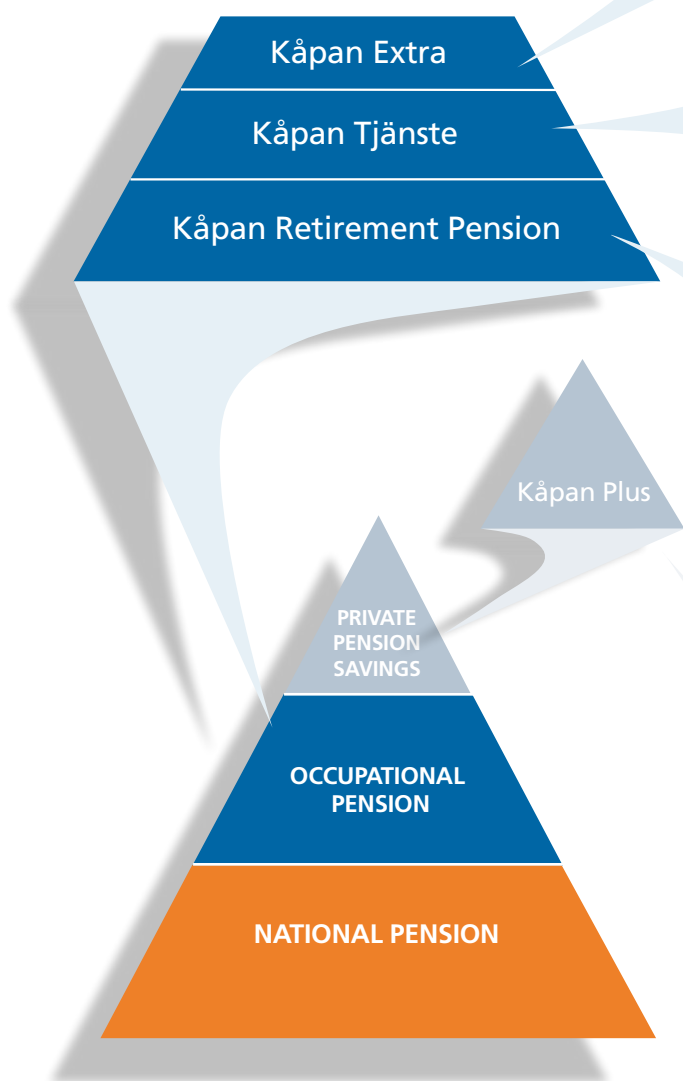 Kåpan Extra
Kåpan Tjänste
Kåpan Retirement Pension
Kåpan Plus
PRIVATE
PENSION
SAVINGS
OCCUPATIONAL
PENSION
NATIONAL PENSION